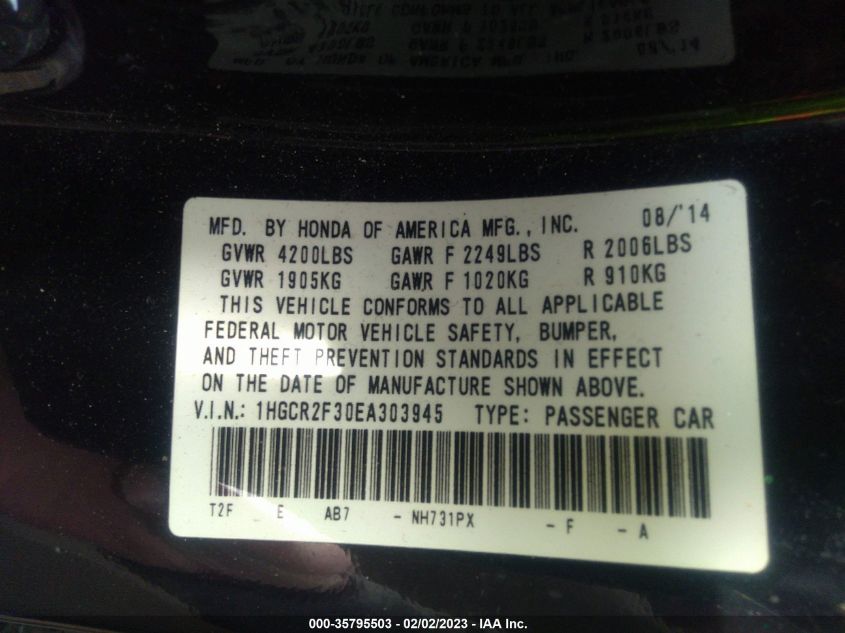 MFD. BY HONDA OF AMERICA MFG., INC. 08/'14
GVWR 4200LBS GAWR F 2249LBS R 2006LBS
GVWR 1905KG GAWR F 1020KG R 910KG
THIS VEHICLE CONFORMS TO ALL APPLICABLE
FEDERAL MOTOR VEHICLE SAFETY, BUMPER,
AND THEFT PREVENTION STANDARDS IN EFFECT
ON THE DATE OF MANUFACTURE SHOWN ABOVE.
V.I.N.: 1HGCR2F30EA303945 TYPE: PASSENGER CAR
T2F E AB7 - NH731PX - F - A
000-35795503 - 02/02/2023 - IAA Inc.